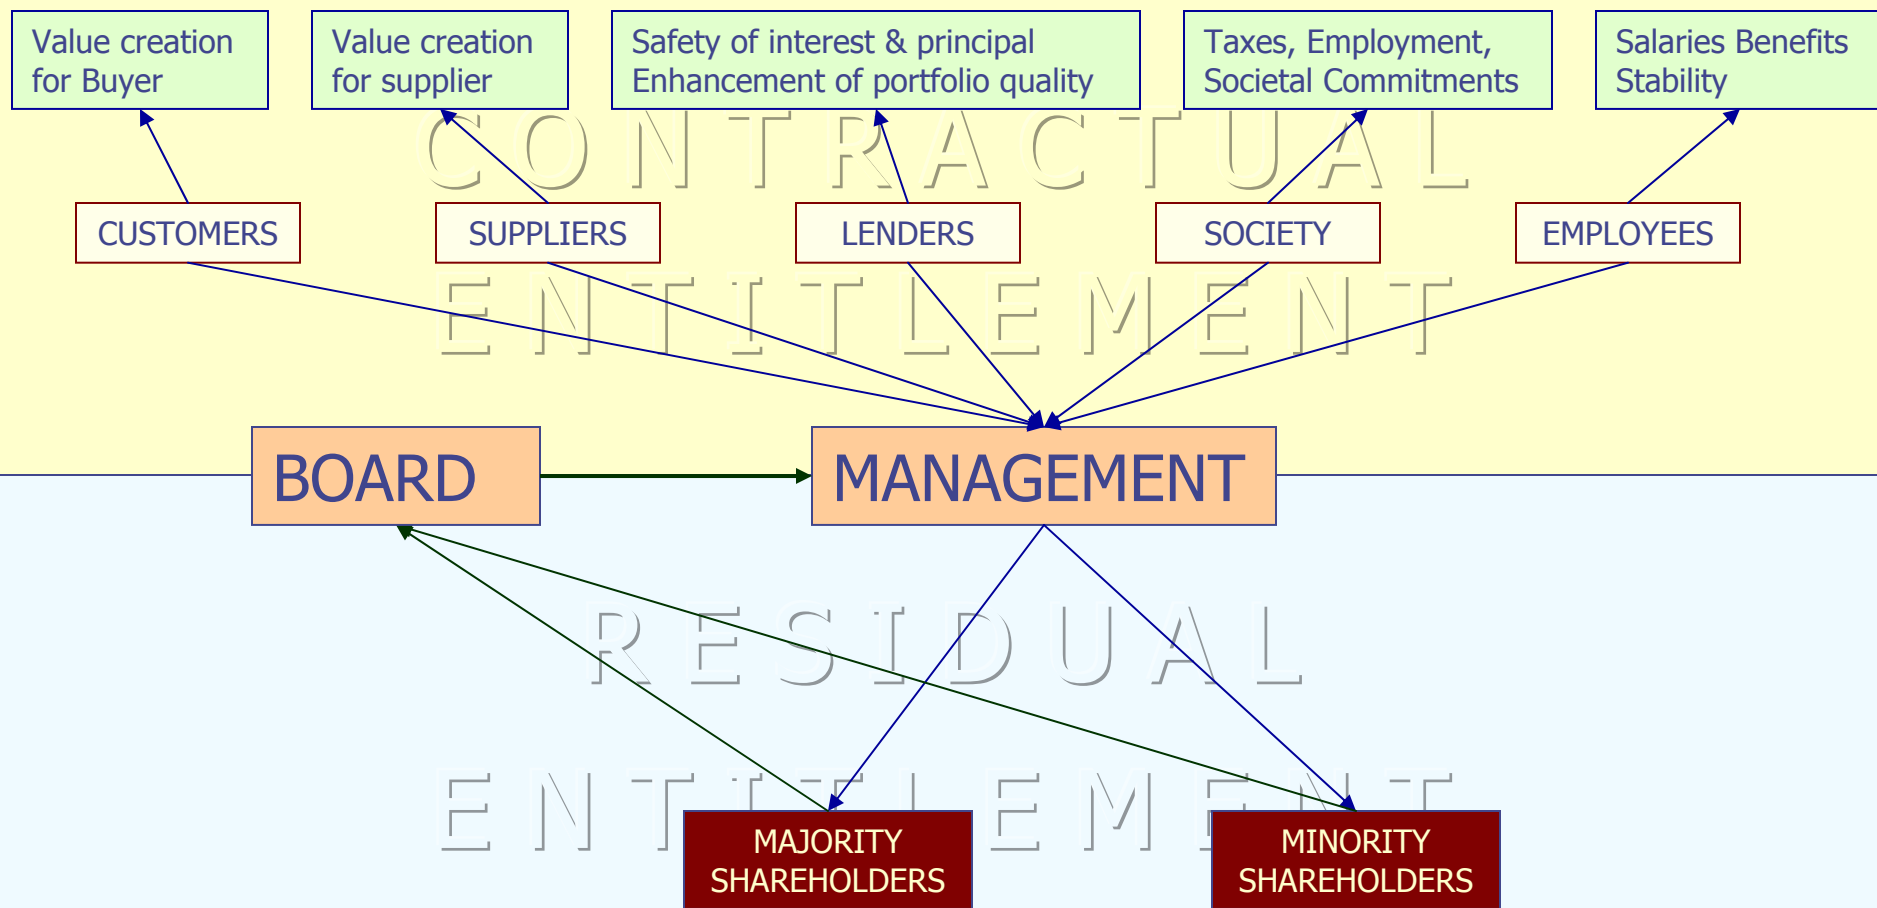 Value creation
for Buyer
Value creation
for supplier
Safety of interest & principal
Enhancement of portfolio quality
Taxes, Employment,
Societal Commitments
Salaries Benefits
Stability
CONTRACTUAL
CUSTOMERS
SUPPLIERS
LENDERS
SOCIETY
EMPLOYEES
ENTITLEMENT
BOARD
MANAGEMENT
RESIDUAL
ENTITLEMENT
MAJORITY
SHAREHOLDERS
MINORITY
SHAREHOLDERS